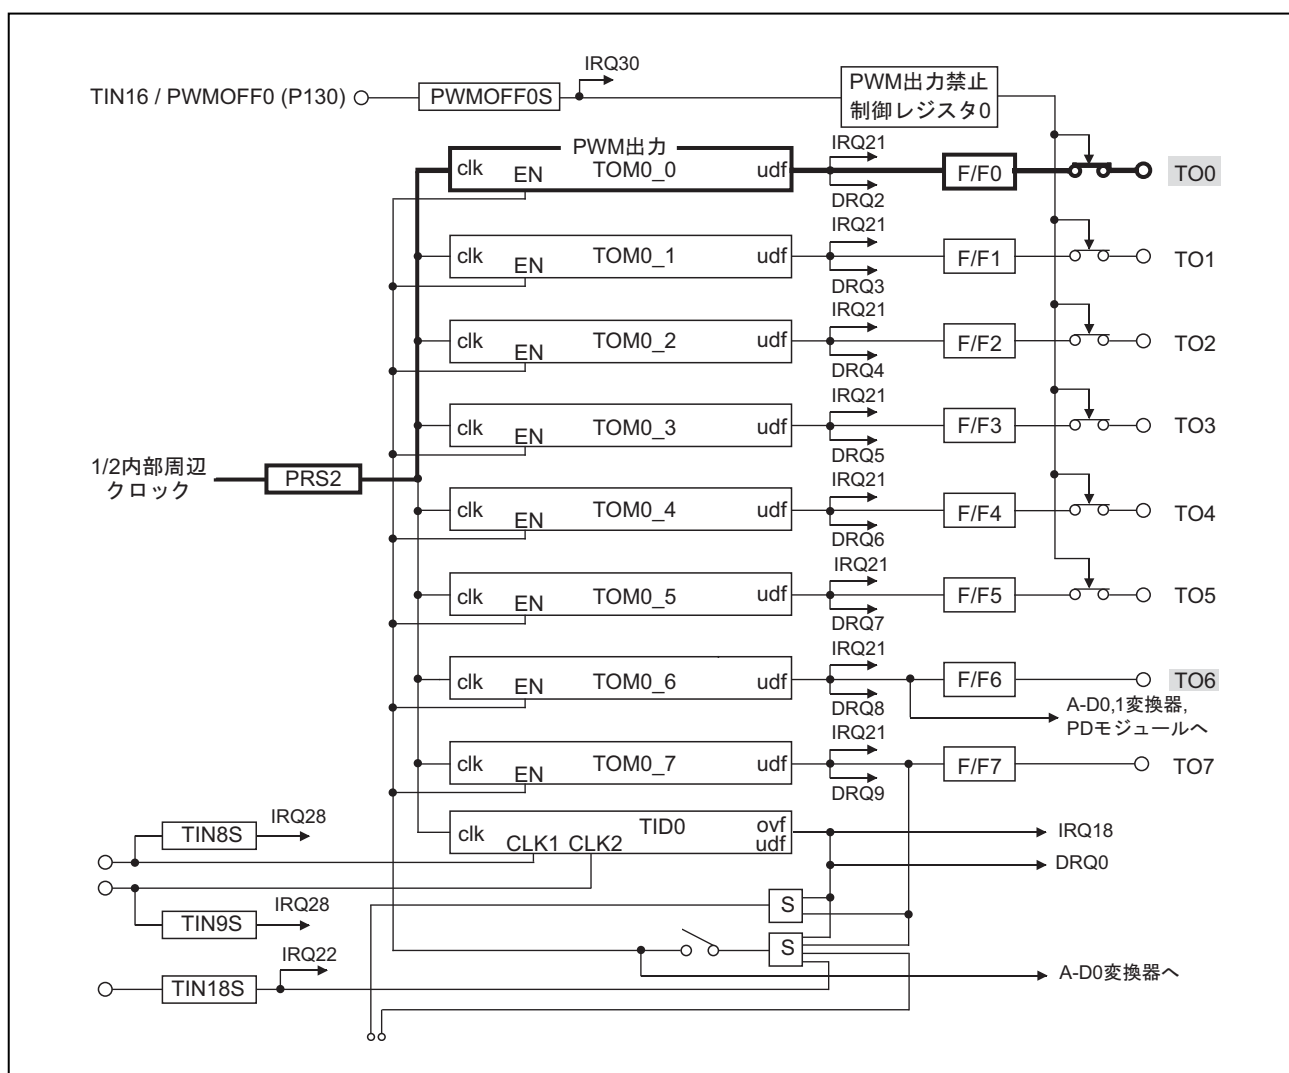 IRQ30
TIN16 / PWMOFF0 (P130)
PWMOFF0S
PWM出力禁止
制御レジスタ0
PWM出力
clk
EN
TOM0_0
udf
IRQ21
DRQ2
F/F0
TO0
clk
EN
TOM0_1
udf
IRQ21
DRQ3
F/F1
TO1
clk
EN
TOM0_2
udf
IRQ21
DRQ4
F/F2
TO2
clk
EN
TOM0_3
udf
IRQ21
DRQ5
F/F3
TO3
1/2内部周辺
クロック
PRS2
clk
EN
TOM0_4
udf
IRQ21
DRQ6
F/F4
TO4
clk
EN
TOM0_5
udf
IRQ21
DRQ7
F/F5
TO5
clk
EN
TOM0_6
udf
IRQ21
DRQ8
F/F6
TO6
A-D0,1変換器,
PDモジュールへ
clk
EN
TOM0_7
udf
IRQ21
DRQ9
F/F7
TO7
clk
CLK1 CLK2
TID0
ovf
udf
IRQ18
DRQ0
TIN8S
IRQ28
TIN9S
IRQ28
S
S
TIN18S
IRQ22
A-D0変換器へ